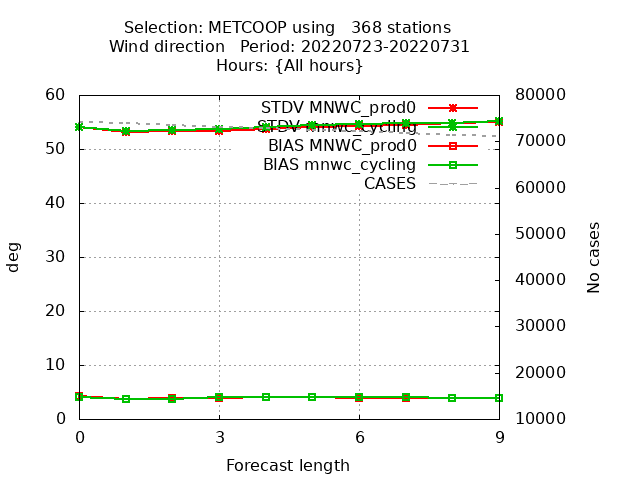 Selection: METCOOP using   368 stations
Wind direction   Period: 20220723-20220731
Hours: {All hours}
STDV MNWC_prod0
STDV mnwc_cycling
BIAS MNWC_prod0
BIAS mnwc_cycling
CASES
60
50
40
30
20
10
0
deg
80000
70000
60000
50000
40000
30000
20000
10000
No cases
0 3 6 9
Forecast length